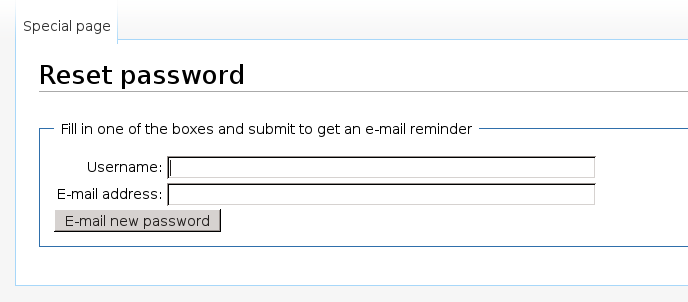 Special page
Reset password
Fill in one of the boxes and submit to get an e-mail reminder
Username:
E-mail address:
E-mail new password